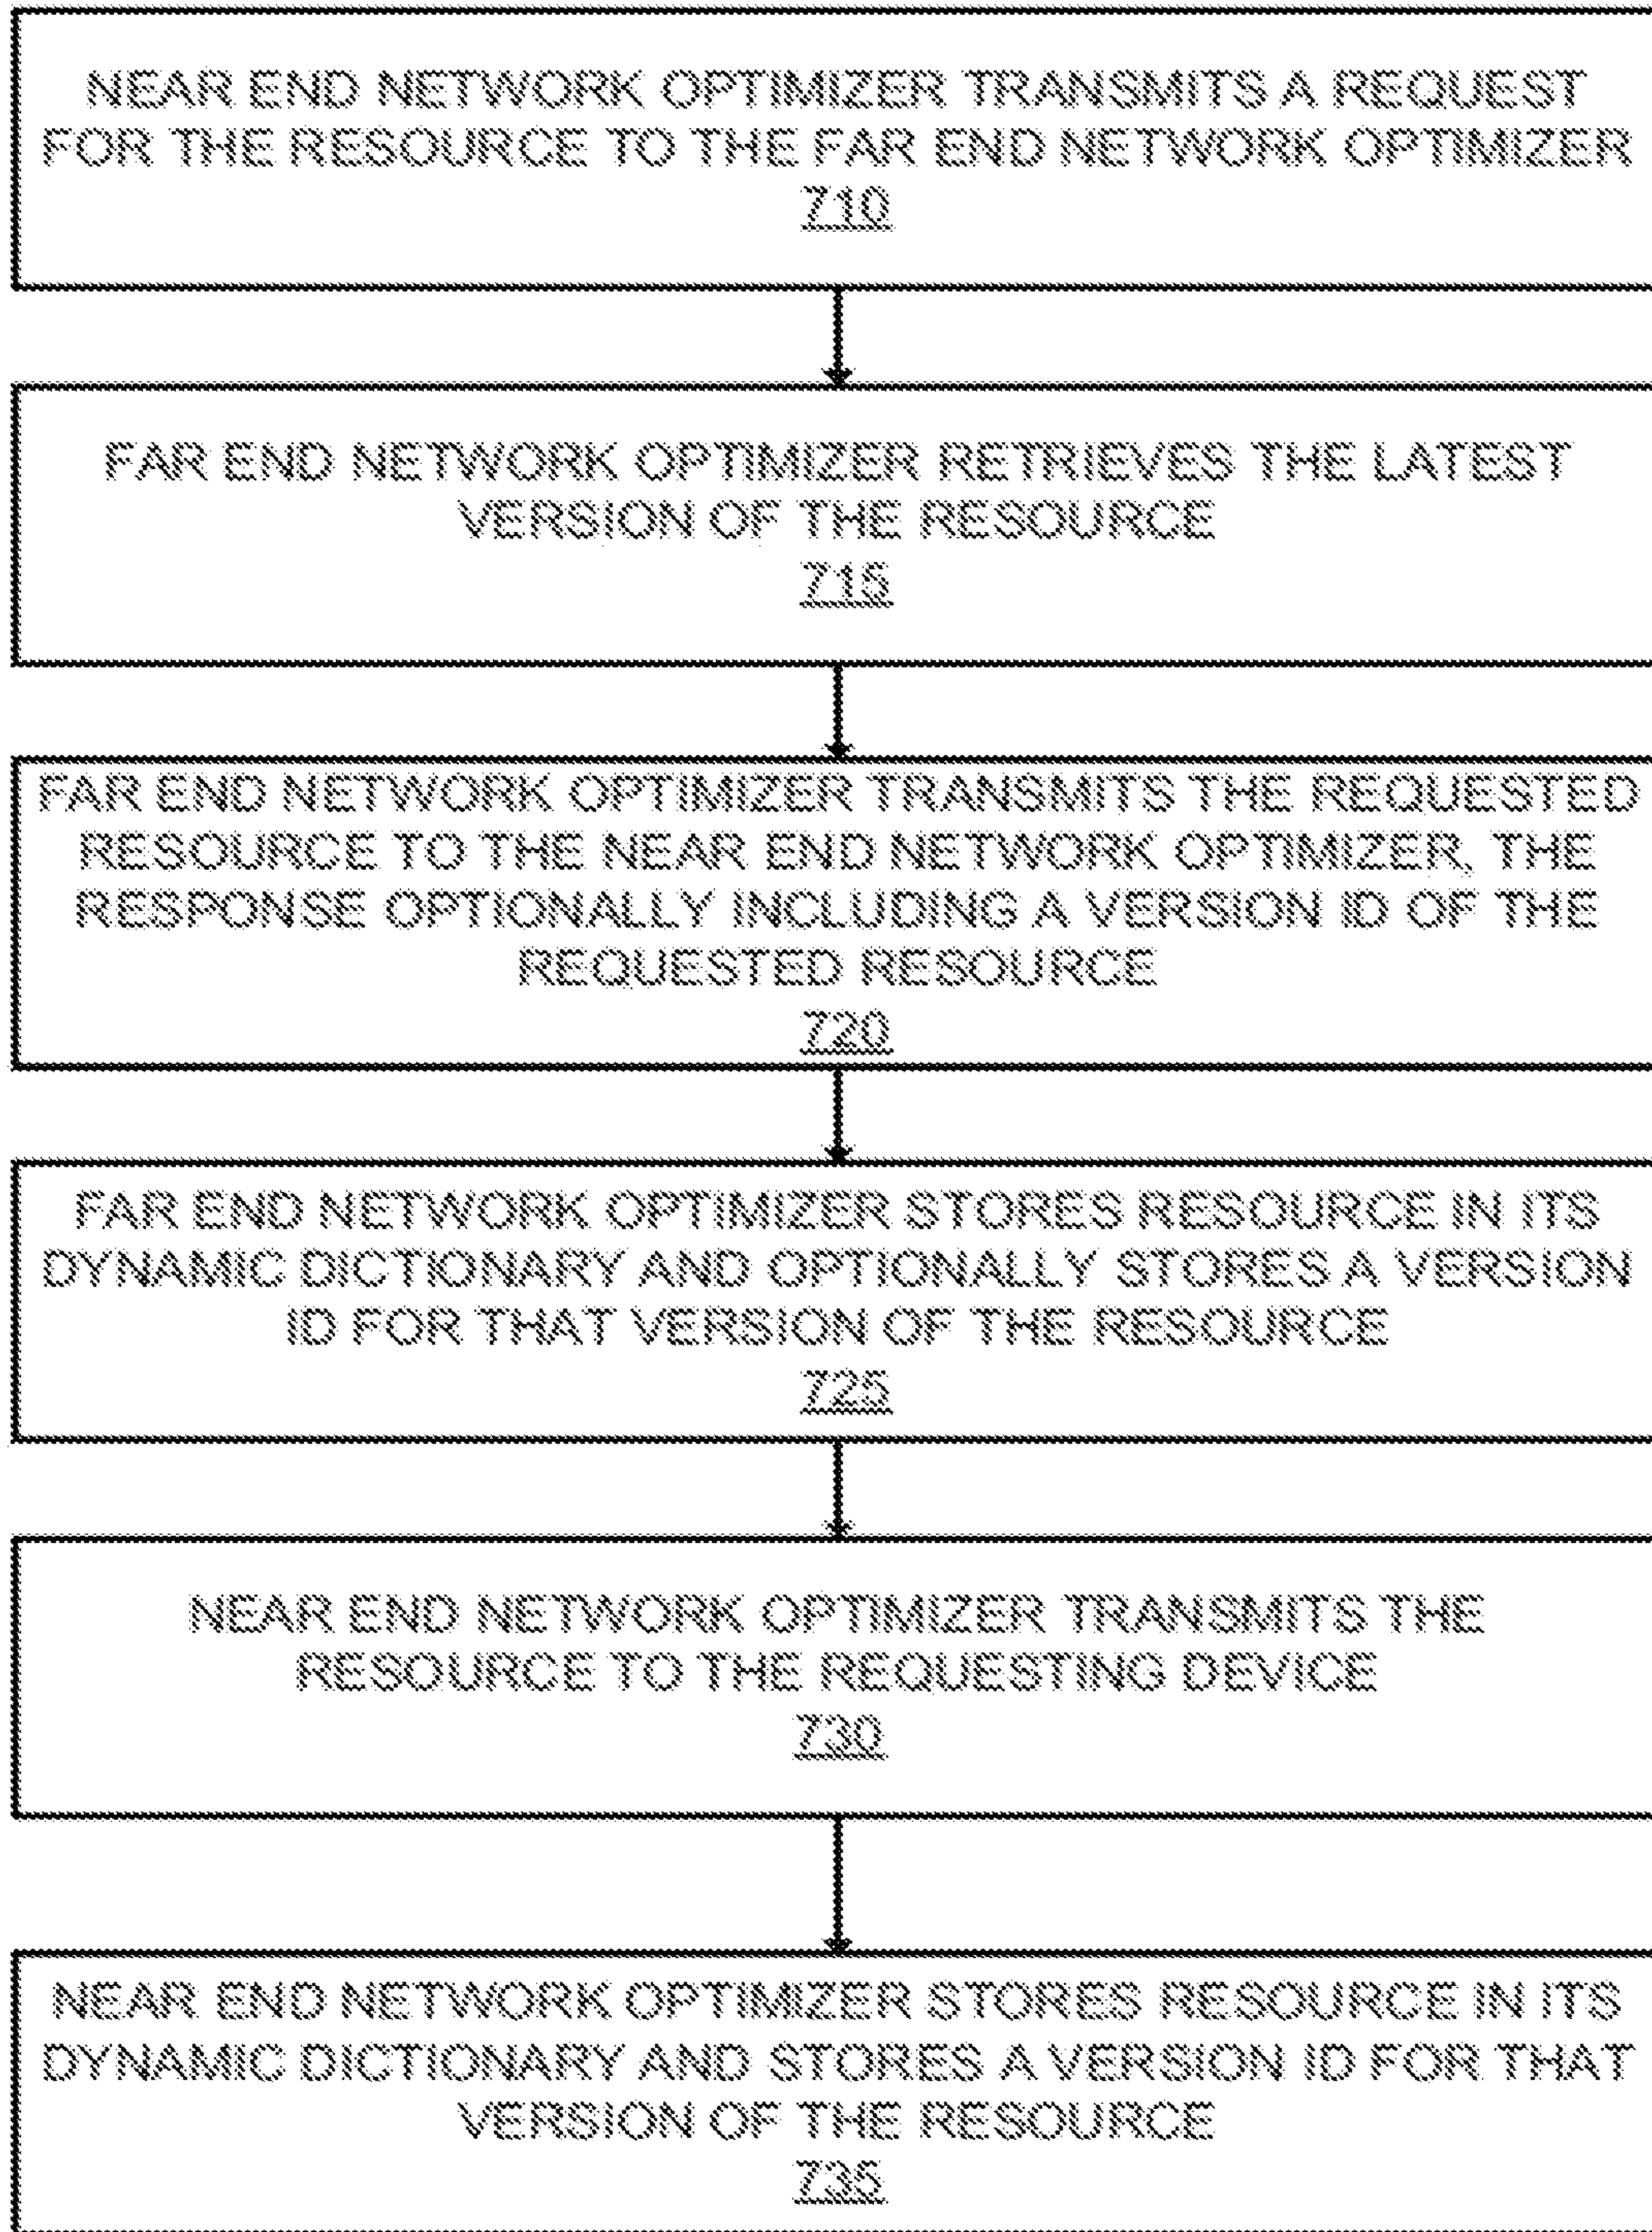 NEAR END NETWORK OPTIMIZER TRANSMITS A REQUEST
FOR THE RESOURCE TO THE FAR END NETWORK OPTIMIZER
710
FAR END NETWORK OPTIMIZER RETRIEVES THE LATEST
VERSION OF THE RESOURCE
715
FAR END NETWORK OPTIMIZER TRANSMITS THE REQUESTED
RESOURCE TO THE NEAR END NETWORK OPTIMIZER, THE
RESPONSE OPTIONALLY INCLUDING A VERSION ID OF THE
REQUESTED RESOURCE
720
FAR END NETWORK OPTIMIZER STORES RESOURCE IN ITS
DYNAMIC DICTIONARY AND OPTIONALLY STORES A VERSION
ID FOR THAT VERSION OF THE RESOURCE
725
NEAR END NETWORK OPTIMIZER TRANSMITS THE
RESOURCE TO THE REQUESTING DEVICE
730
NEAR END NETWORK OPTIMIZER STORES RESOURCE IN ITS
DYNAMIC DICTIONARY AND STORES A VERSION ID FOR THAT
VERSION OF THE RESOURCE
735